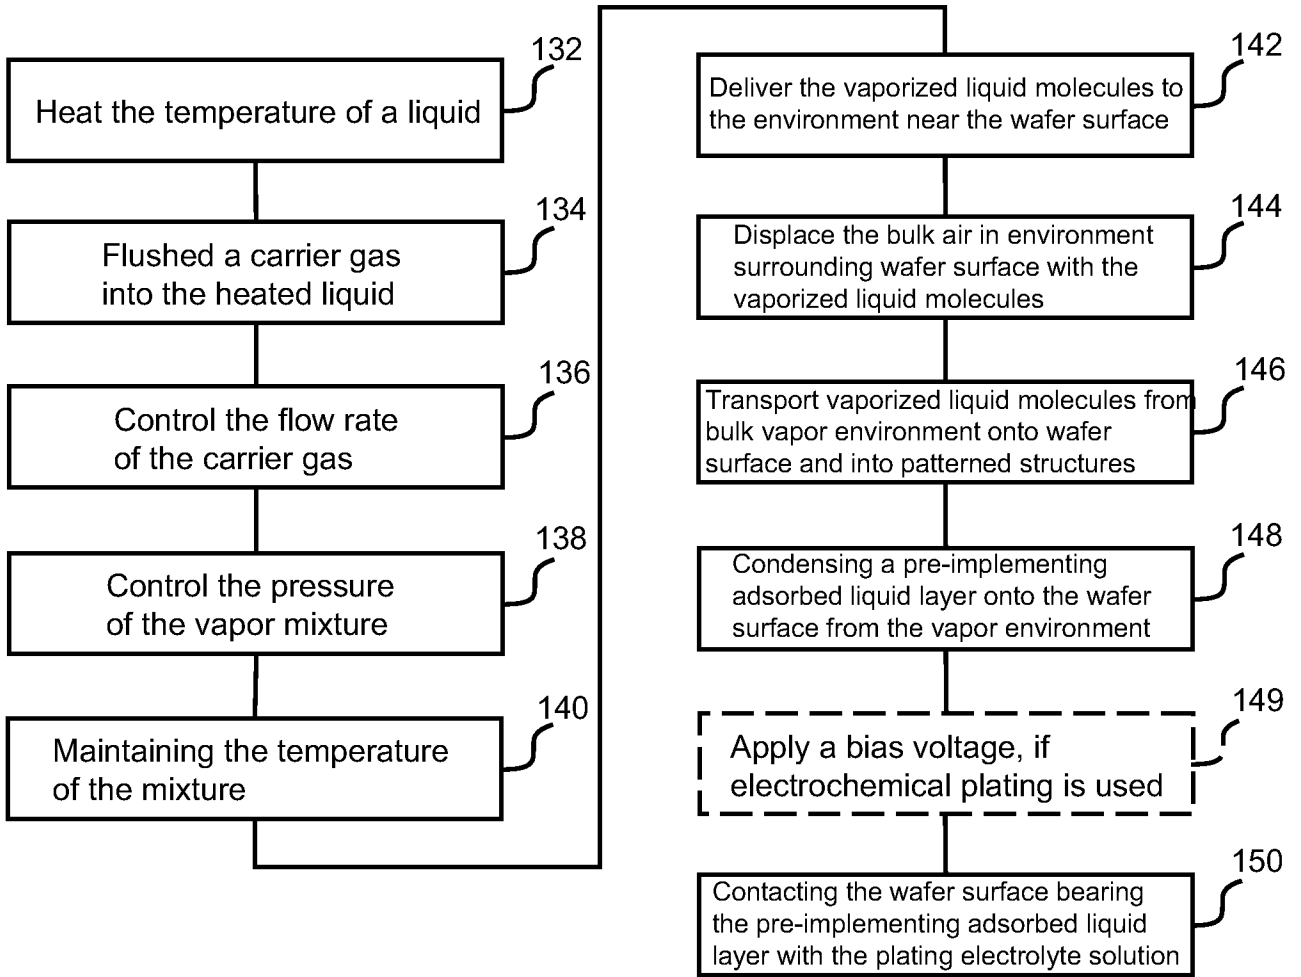 132
Heat the temperature of a liquid
134
Flushed a carrier gas
into the heated liquid
136
Control the flow rate
of the carrier gas
138
Control the pressure
of the vapor mixture
140
Maintaining the temperature
of the mixture
142
Deliver the vaporized liquid molecules to
the environment near the wafer surface
144
Displace the bulk air in environment
surrounding wafer surface with the
vaporized liquid molecules
146
Transport vaporized liquid molecules from
bulk vapor environment onto wafer
surface and into patterned structures
148
Condensing a pre-implementing
adsorbed liquid layer onto the wafer
surface from the vapor environment
149
Apply a bias voltage, if
electrochemical plating is used
150
Contacting the wafer surface bearing
the pre-implementing adsorbed liquid
layer with the plating electrolyte solution